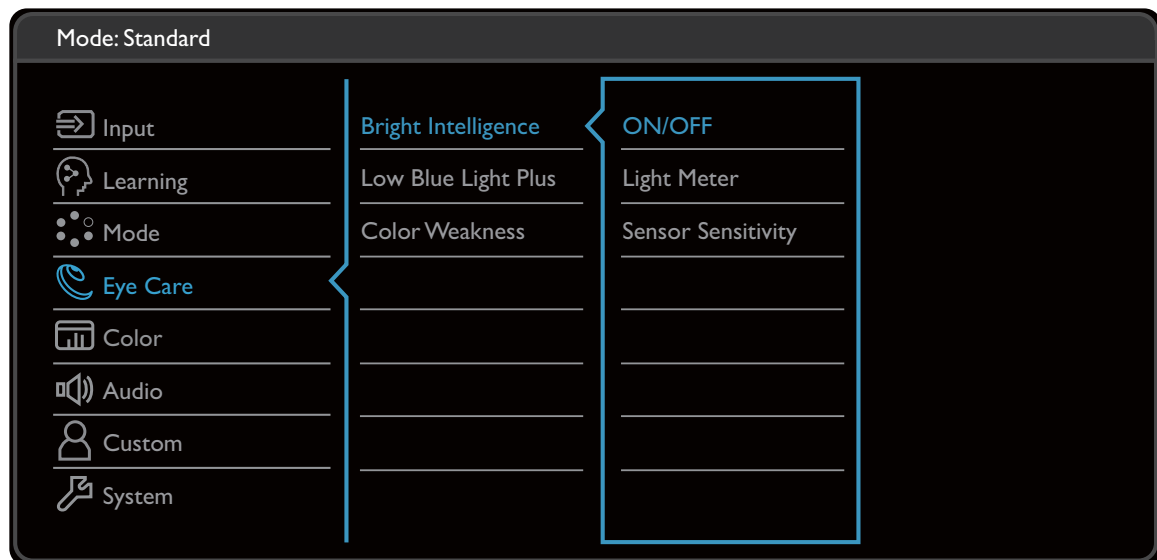 Mode: Standard
Input
Learning
Mode
Eye Care
Color
Audio
Custom
System
Bright Intelligence
Low Blue Light Plus
Color Weakness
ON/OFF
Light Meter
Sensor Sensitivity